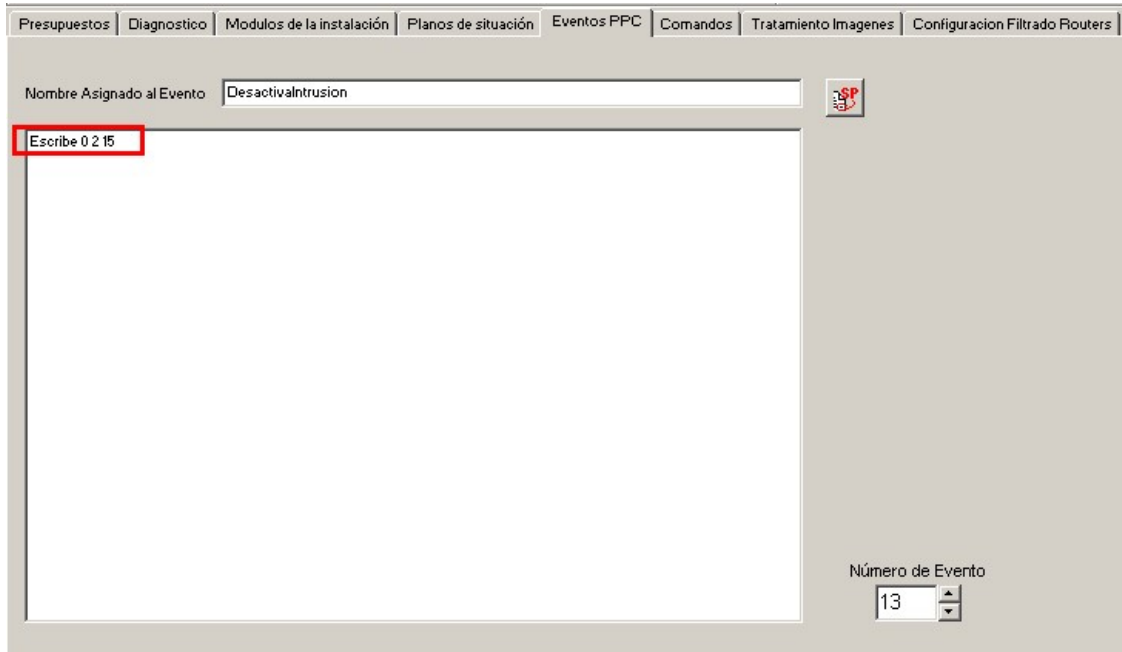 Presupuestos Diagnostico Modulos de la instalación Planos de situación Eventos PPC Comandos Tratamiento Imagenes Configuracion Filtrado Routers
Nombre Asignado al Evento DesactivaIntrusion
SP
Escribe 0 2 15
Número de Evento
13